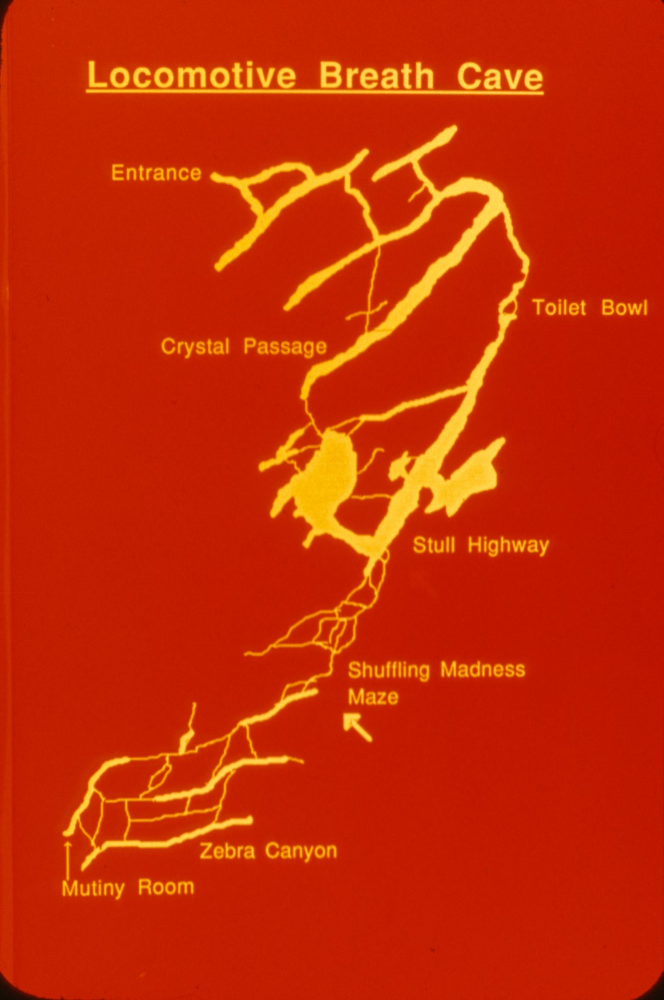 Locomotive Breath Cave
Entrance
Toilet Bowl
Crystal Passage
Stull Highway
Shuffling Madness
Maze
Zebra Canyon
Mutiny Room